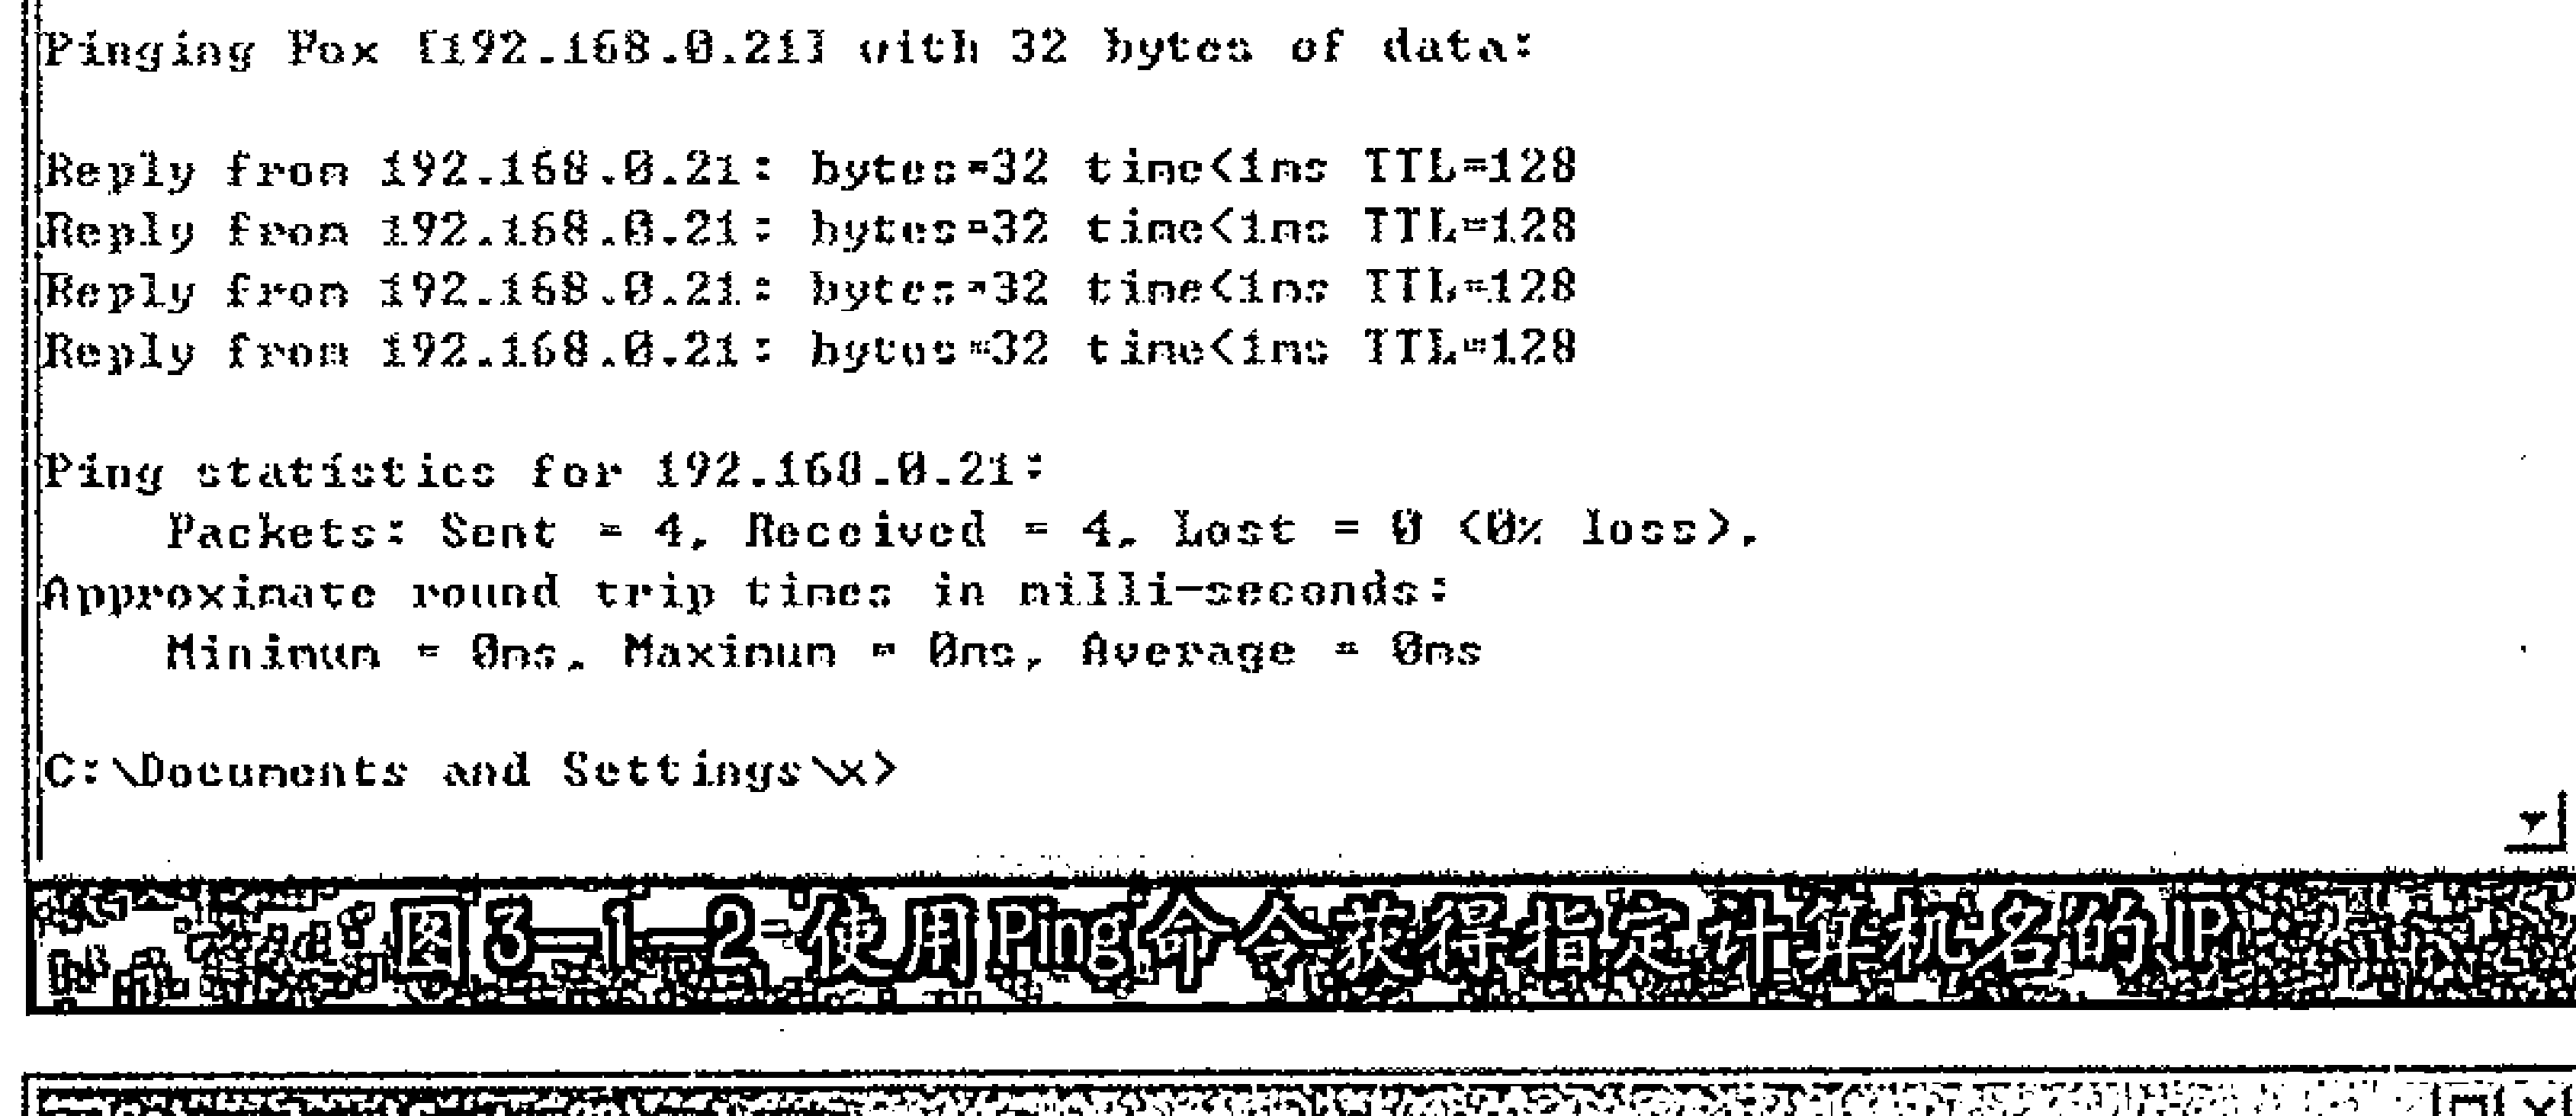 Pinging Fox [192.168.0.21] with 32 bytes of data:
Reply from 192.168.0.21: bytes=32 time<1ms TTL=128
Reply from 192.168.0.21: bytes=32 time<1ms TTL=128
Reply from 192.168.0.21: bytes=32 time<1ms TTL=128
Reply from 192.168.0.21: bytes=32 time<1ms TTL=128
Ping statistics for 192.168.0.21:
Packets: Sent = 4, Received = 4, Lost = 0 (0% loss),
Approximate round trip times in milli-seconds:
Minimum = 0ms, Maximum = 0ms, Average = 0ms
C:\Documents and Settings\x>
图3-1-2 使用Ping命令获得指定计算机名的IP